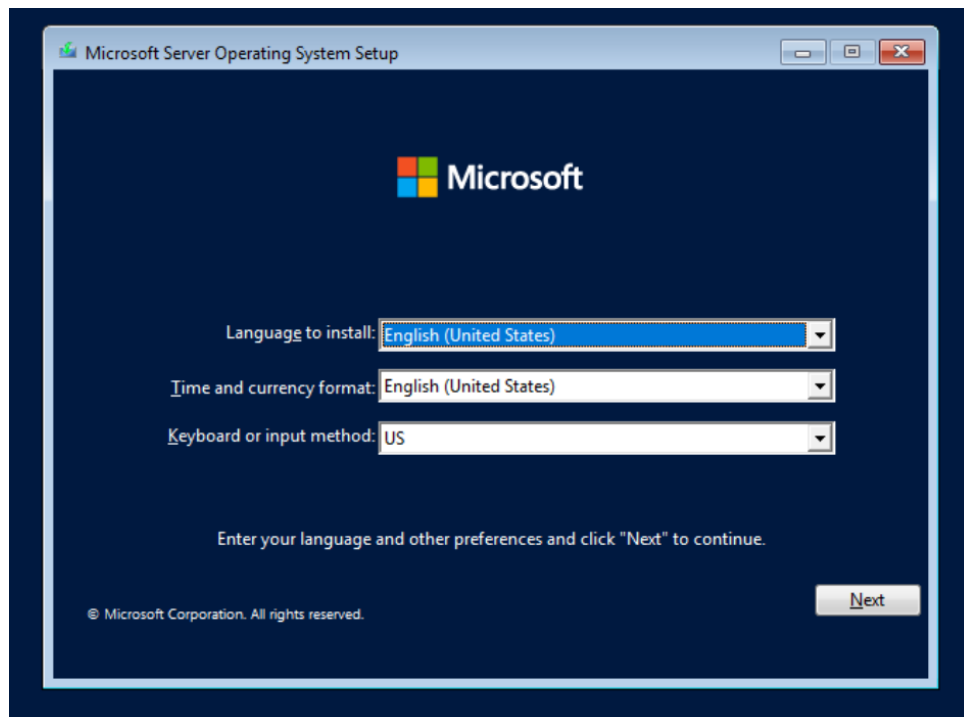 Microsoft Server Operating System Setup
Microsoft
Language to install: English (United States)
Time and currency format: English (United States)
Keyboard or input method: US
Enter your language and other preferences and click "Next" to continue.
Next
© Microsoft Corporation. All rights reserved.